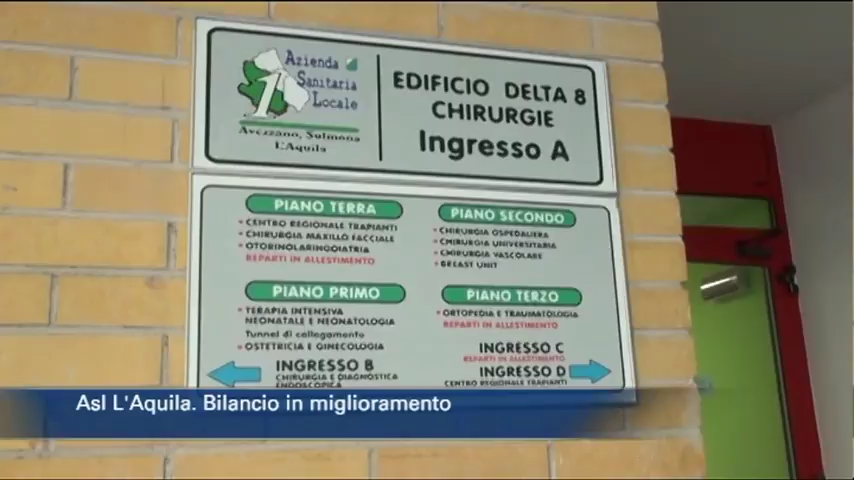 Azienda
Sanitaria
Locale
1
Avezzano, Sulmona
L'Aquila
EDIFICIO DELTA 8
CHIRURGIE
Ingresso A
PIANO TERRA
CENTRO REGIONALE TRAPIANTI
CHIRURGIA MAXILLO FACCIALE
OTORINOLARINGOIATRIA
REPARTI IN ALLESTIMENTO
PIANO SECONDO
CHIRURGIA OSPEDALIERA
CHIRURGIA UNIVERSITARIA
CHIRURGIA VASCOLARE
BREAST UNIT
PIANO PRIMO
TERAPIA INTENSIVA
NEONATALE E NEONATOLOGIA
Tunnel di collegamento
OSTETRICIA E GINECOLOGIA
PIANO TERZO
ORTOPEDIA E TRAUMATOLOGIA
REPARTI IN ALLESTIMENTO
INGRESSO B
CHIRURGIA E DIAGNOSTICA
ENDOSCOPICA
INGRESSO C
REPARTI IN ALLESTIMENTO
INGRESSO D
CENTRO REGIONALE TRAPIANTI
Asl L'Aquila. Bilancio in miglioramento